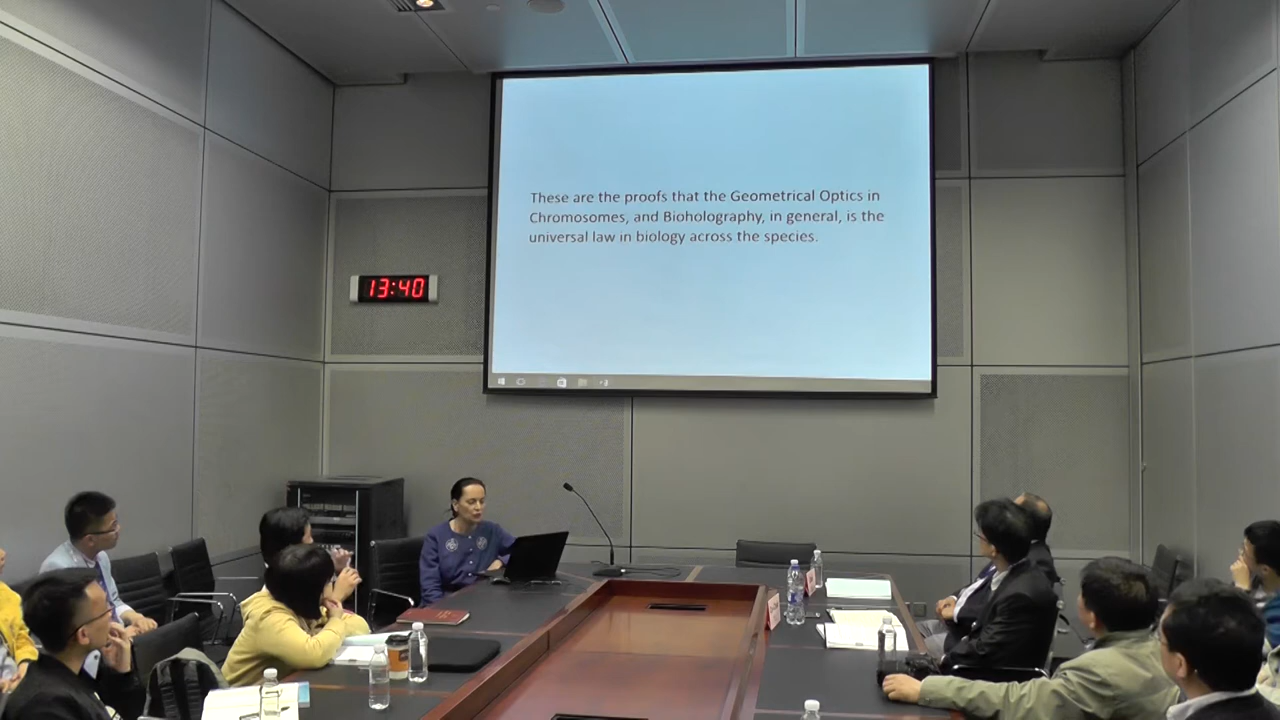 These are the proofs that the Geometrical Optics in
Chromosomes, and Bioholography, in general, is the
universal law in biology across the species.
13:40